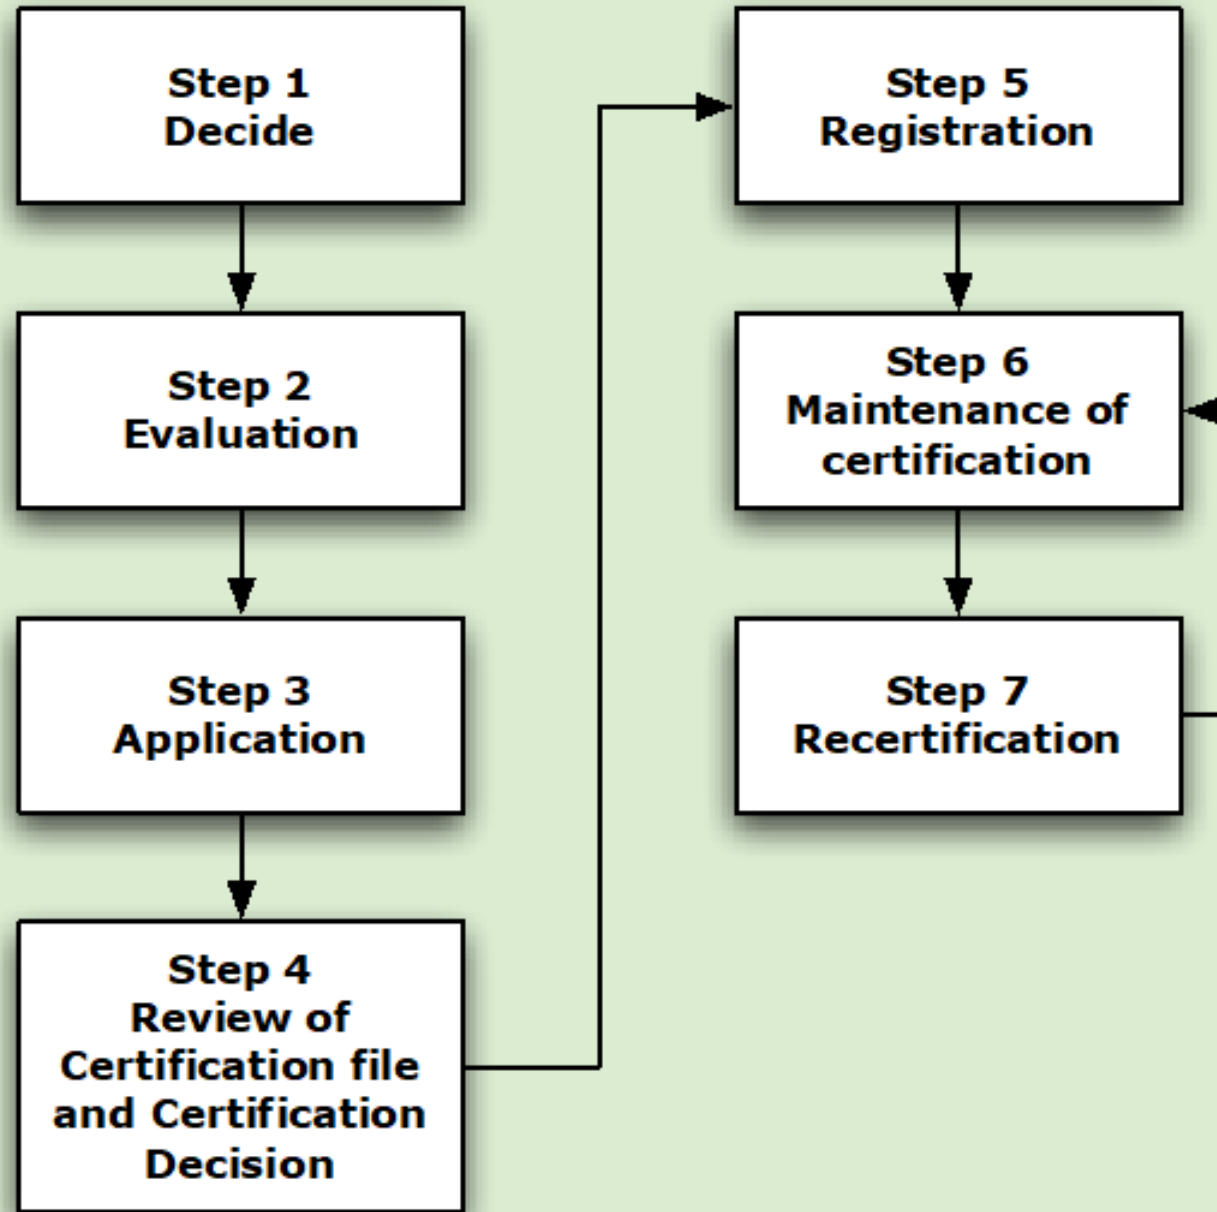 Step 1
Decide
Step 2
Evaluation
Step 3
Application
Step 4
Review of
Certification file
and Certification
Decision
Step 5
Registration
Step 6
Maintenance of
certification
Step 7
Recertification